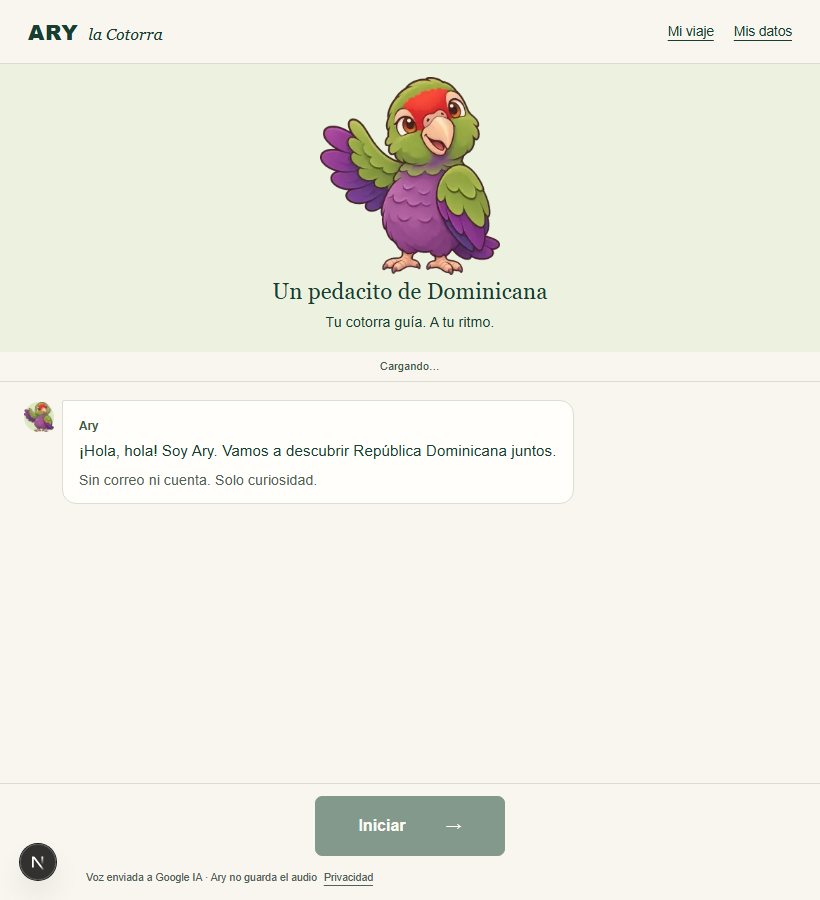 ARY la Cotorra
Mi viaje
Mis datos
Un pedacito de Dominicana
Tu cotorra guía. A tu ritmo.
Cargando…
Ary
¡Hola, hola! Soy Ary. Vamos a descubrir República Dominicana juntos.
Sin correo ni cuenta. Solo curiosidad.
Iniciar →
N
Voz enviada a Google IA · Ary no guarda el audio Privacidad